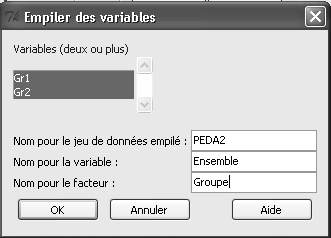 Empiler des variables
Variables (deux ou plus)
Gr1
Gr2
Nom pour le jeu de données empilé : PEDA2
Nom pour la variable : Ensemble
Nom pour le facteur : Groupe
OK Annuler Aide